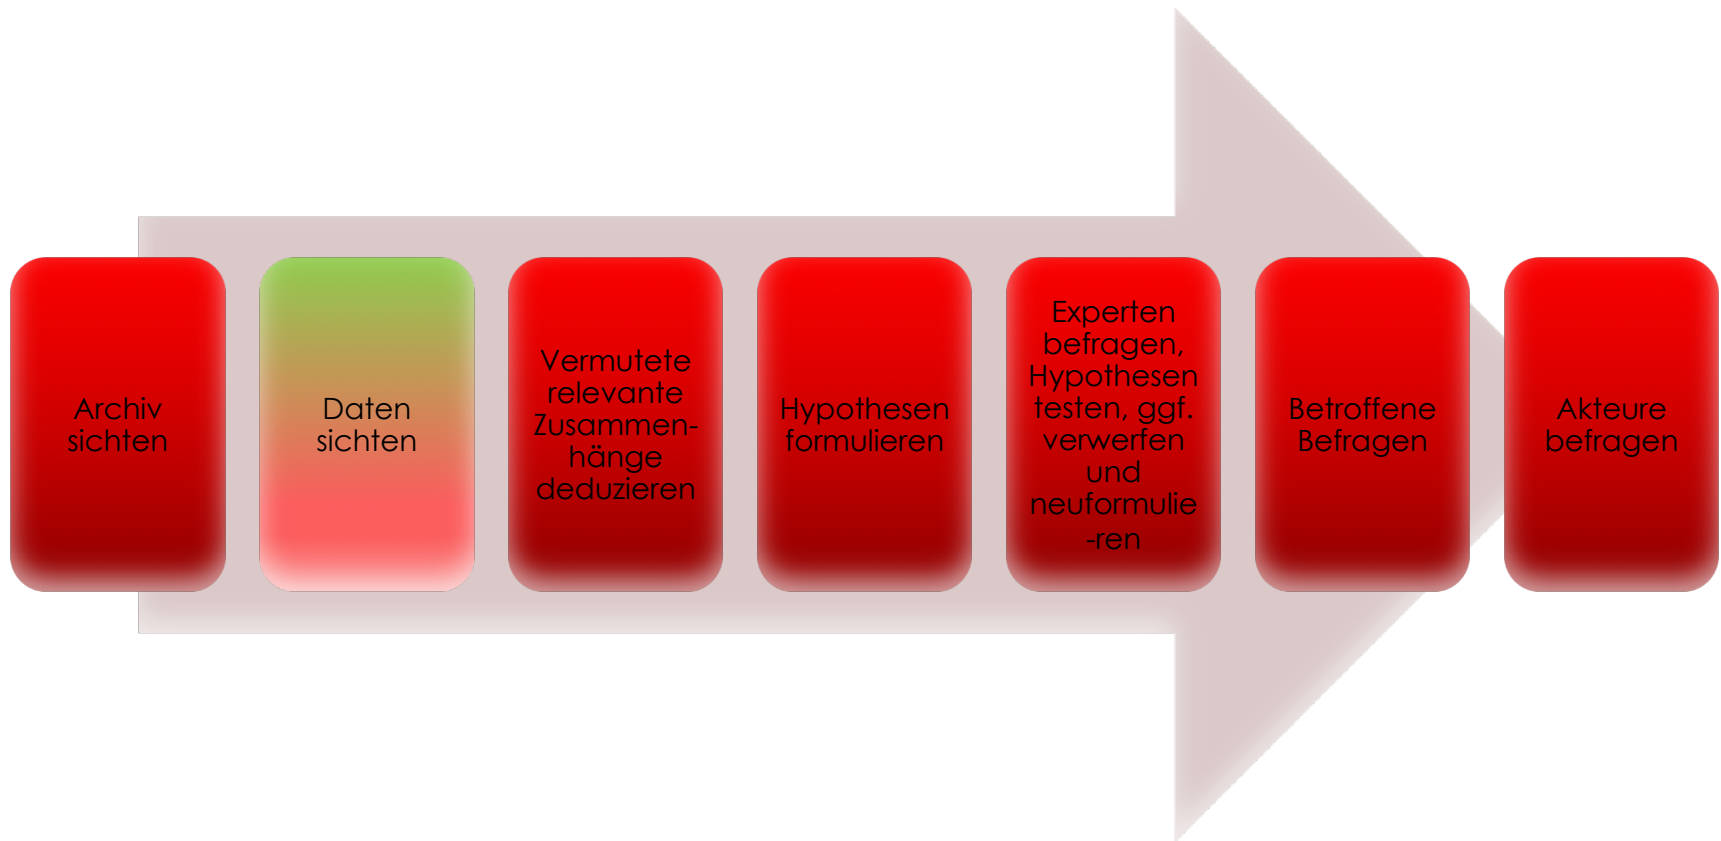 Archiv
sichten
Daten
sichten
Vermutete
relevante
Zusammen-
hänge
deduzieren
Hypothesen
formulieren
Experten
befragen,
Hypothesen
testen, ggf.
verwerfen
und
neuformulie
-ren
Betroffene
Befragen
Akteure
befragen